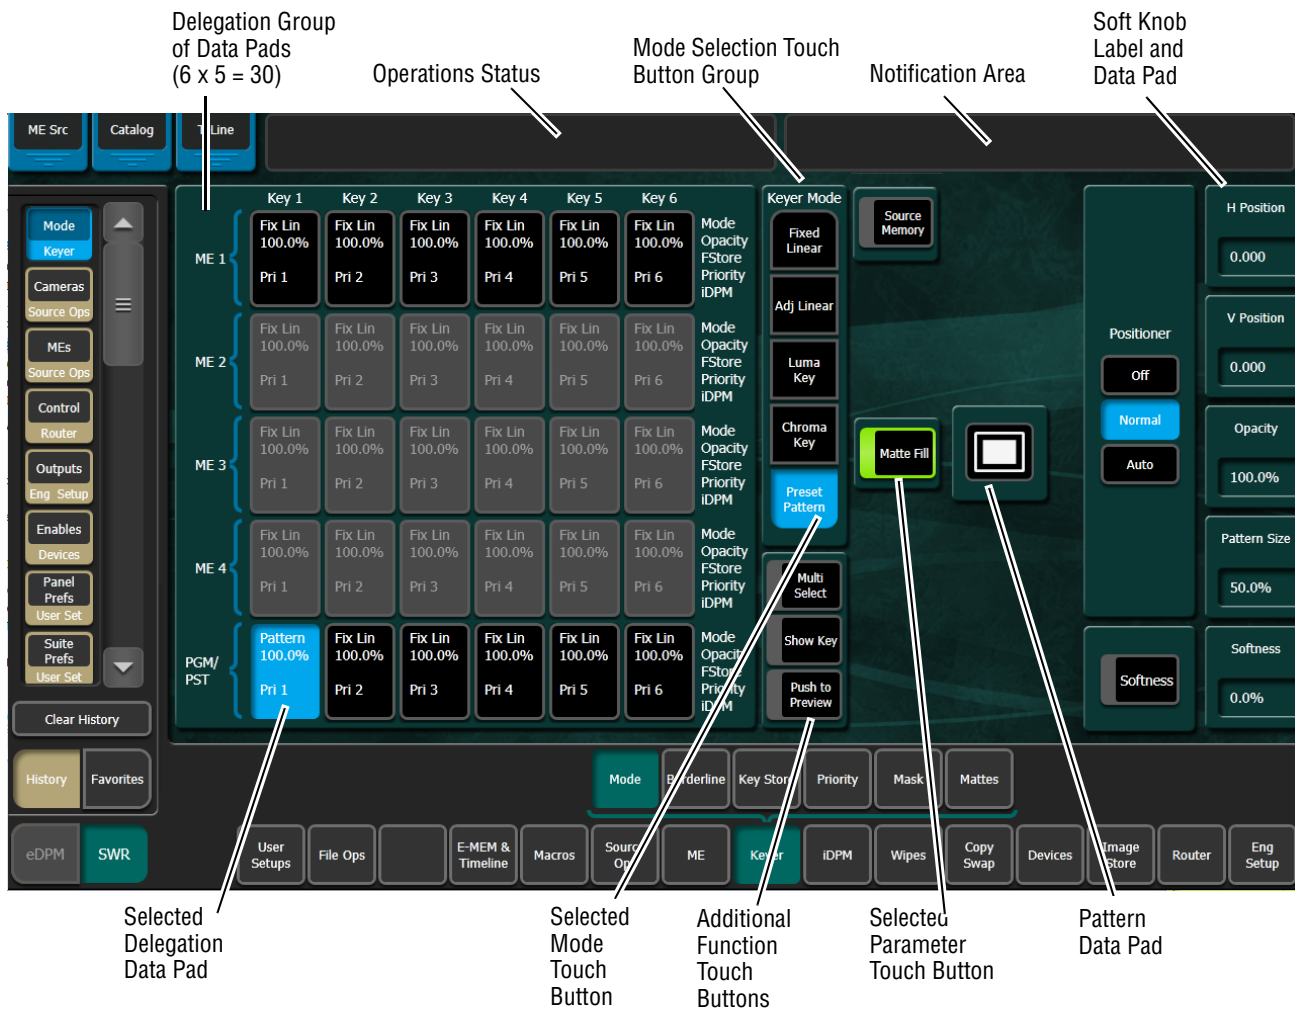 Delegation Group
of Data Pads
(6 x 5 = 30)
Operations Status
Mode Selection Touch
Button Group
Notification Area
Soft Knob
Label and
Data Pad
ME Src
Catalog
Line
Mode
Keyer
Cameras
Source Ops
MEs
Source Ops
Control
Router
Outputs
Eng Setup
Enables
Devices
Panel
Prefs
User Set
Suite
Prefs
User Set
Clear History
History
Favorites
eDPM
SWR
Key 1 Key 2 Key 3 Key 4 Key 5 Key 6
ME 1
Fix Lin Fix Lin Fix Lin Fix Lin Fix Lin Fix Lin
100.0% 100.0% 100.0% 100.0% 100.0% 100.0%
Pri 1 Pri 2 Pri 3 Pri 4 Pri 5 Pri 6
Mode
Opacity
FStore
Priority
iDPM
ME 2
Fix Lin Fix Lin Fix Lin Fix Lin Fix Lin Fix Lin
100.0% 100.0% 100.0% 100.0% 100.0% 100.0%
Pri 1 Pri 2 Pri 3 Pri 4 Pri 5 Pri 6
Mode
Opacity
FStore
Priority
iDPM
ME 3
Fix Lin Fix Lin Fix Lin Fix Lin Fix Lin Fix Lin
100.0% 100.0% 100.0% 100.0% 100.0% 100.0%
Pri 1 Pri 2 Pri 3 Pri 4 Pri 5 Pri 6
Mode
Opacity
FStore
Priority
iDPM
ME 4
Fix Lin Fix Lin Fix Lin Fix Lin Fix Lin Fix Lin
100.0% 100.0% 100.0% 100.0% 100.0% 100.0%
Pri 1 Pri 2 Pri 3 Pri 4 Pri 5 Pri 6
Mode
Opacity
FStore
Priority
iDPM
PGM/
PST
Pattern Fix Lin Fix Lin Fix Lin Fix Lin Fix Lin
100.0% 100.0% 100.0% 100.0% 100.0% 100.0%
Pri 1 Pri 2 Pri 3 Pri 4 Pri 5 Pri 6
Mode
Opacity
FStore
Priority
iDPM
Keyer Mode
Fixed
Linear
Adj Linear
Luma
Key
Chroma
Key
Preset
Pattern
Multi
Select
Show Key
Push to
Preview
Source
Memory
Matte Fill
Positioner
Off
Normal
Auto
Softness
H Position
0.000
V Position
0.000
Opacity
100.0%
Pattern Size
50.0%
Softness
0.0%
Mode
Borderline
Key Store
Priority
Mask
Mattes
User
Setups
File Ops
E-MEM &
Timeline
Macros
Source
Op
ME
Keyer
iDPM
Wipes
Copy
Swap
Devices
Image
Store
Router
Eng
Setup
Selected
Delegation
Data Pad
Selected
Mode
Touch
Button
Additional
Function
Touch
Buttons
Selected
Parameter
Touch Button
Pattern
Data Pad